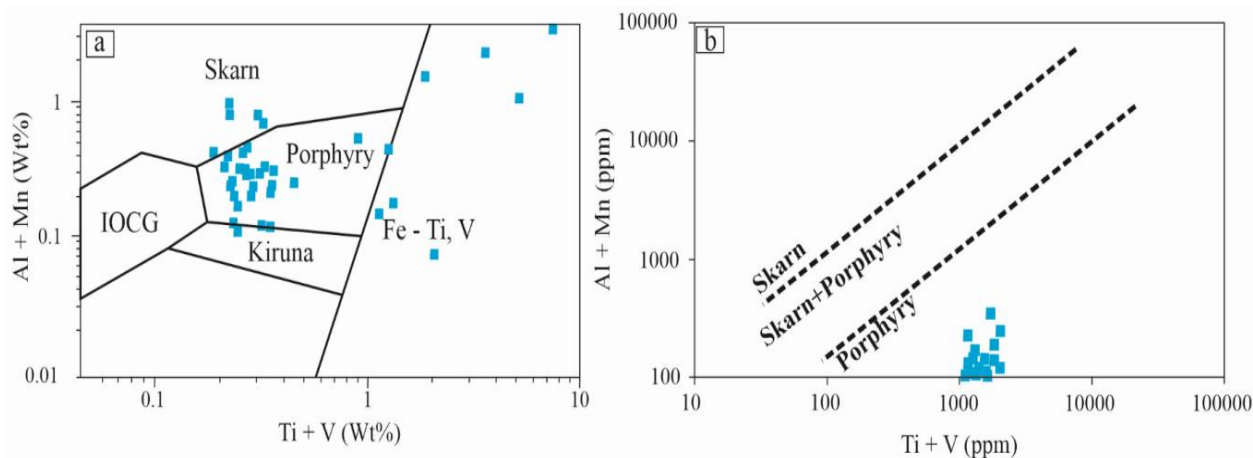 a
Skarn
Porphyry
IOCG
Kiruna
Fe - Ti, V
Al + Mn (Wt%)
1
0.1
0.01
0.1
1
10
Ti + V (Wt%)
b
Skarn
Skarn+Porphyry
Porphyry
Al + Mn (ppm)
100000
10000
1000
100
10
100
1000
10000
100000
Ti + V (ppm)